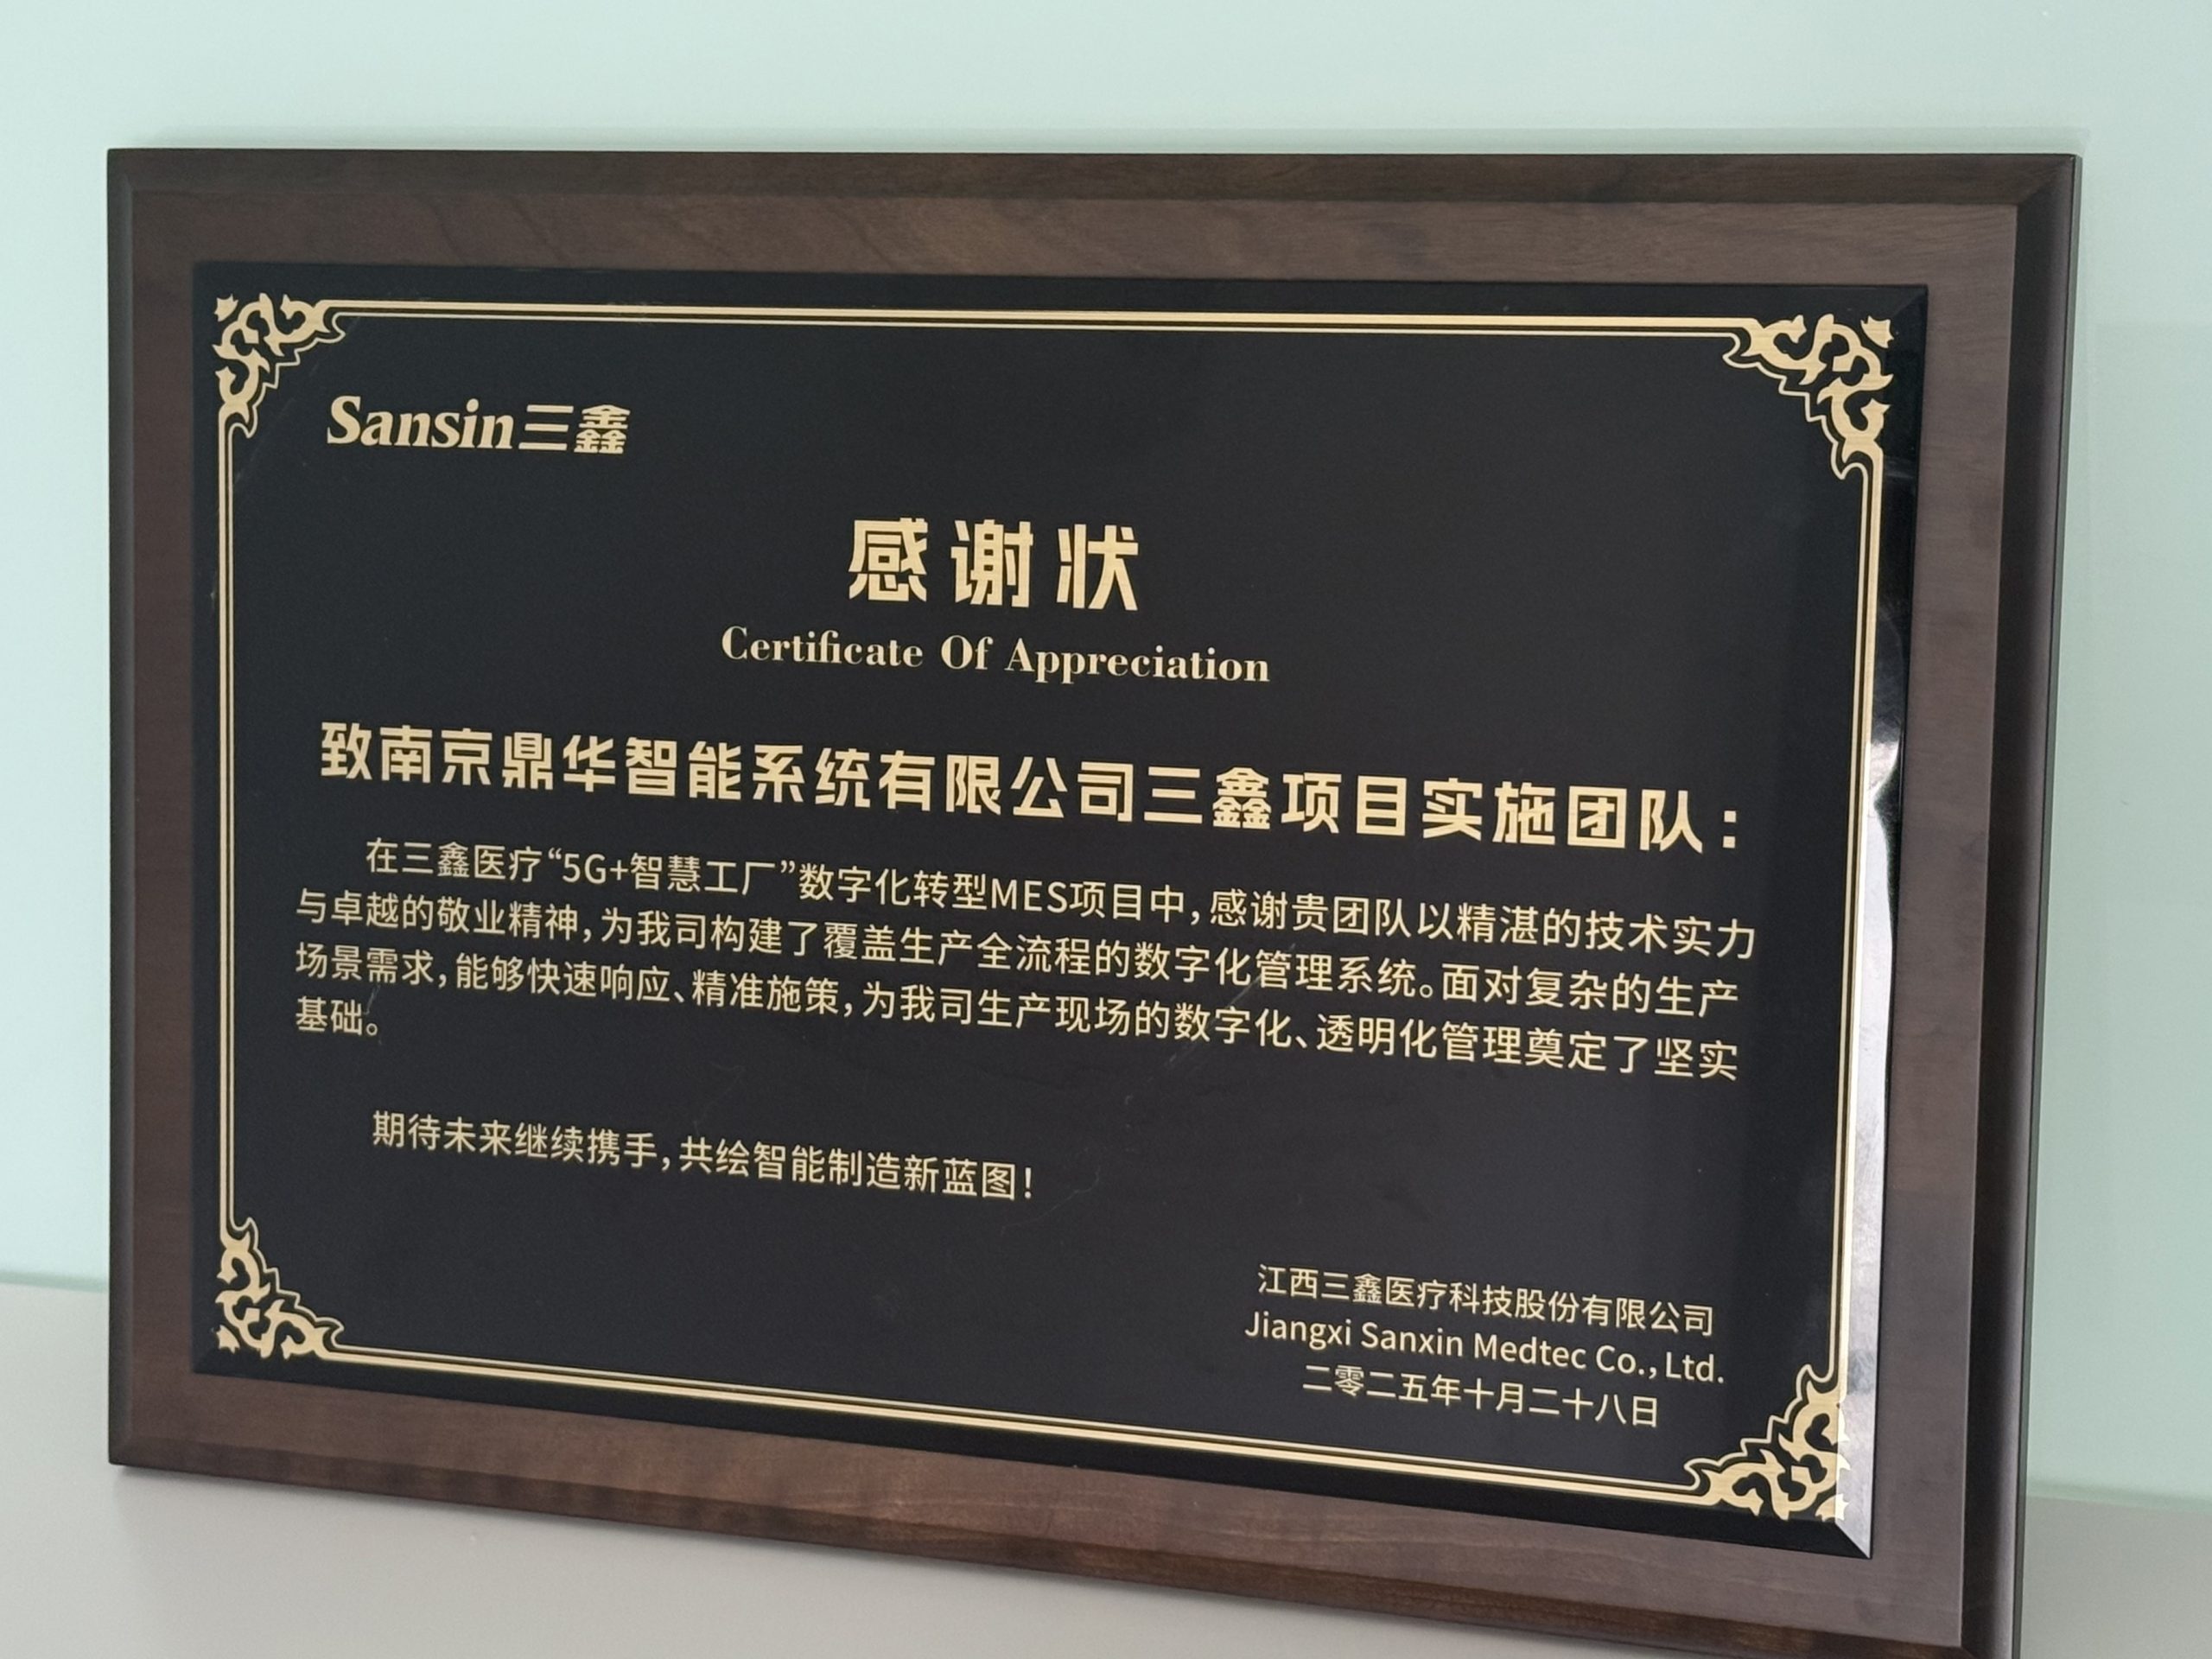 Sansin三鑫
感谢状
Certificate Of Appreciation
致南京鼎华智能系统有限公司三鑫项目实施团队：
在三鑫医疗“5G+智慧工厂”数字化转型MES项目中，感谢贵团队以精湛的技术实力
与卓越的敬业精神，为我司构建了覆盖生产全流程的数字化管理系统。面对复杂的生产
场景需求，能够快速响应、精准施策，为我司生产现场的数字化、透明化管理奠定了坚实
基础。
期待未来继续携手，共绘智能制造新蓝图！
江西三鑫医疗科技股份有限公司
Jiangxi Sanxin Medtec Co., Ltd.
二零二五年十月二十八日